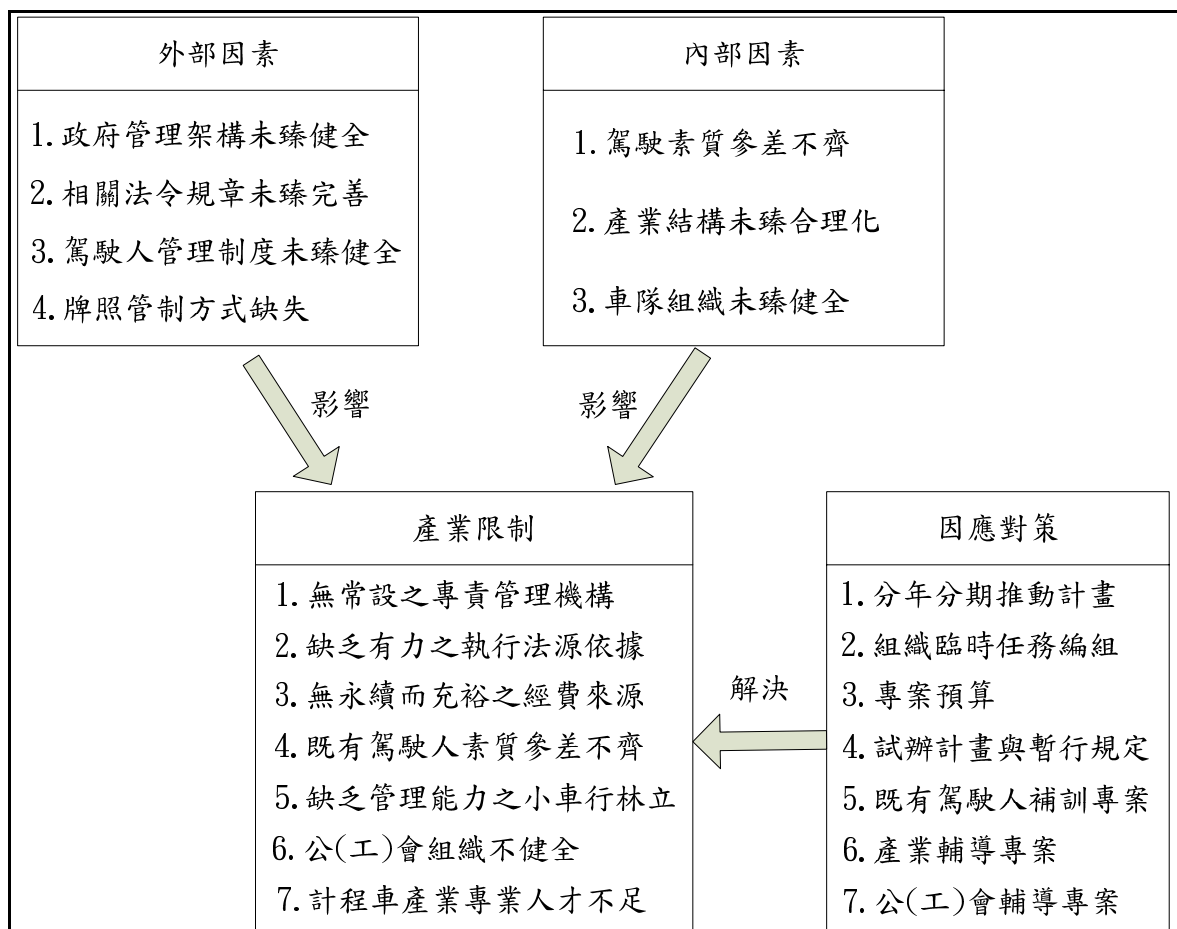 外部因素
1.政府管理架構未臻健全
2.相關法令規章未臻完善
3.駕駛人管理制度未臻健全
4.牌照管制方式缺失
內部因素
1.駕駛素質參差不齊
2.產業結構未臻合理化
3.車隊組織未臻健全
影響
影響
產業限制
1.無常設之專責管理機構
2.缺乏有力之執行法源依據
3.無永續而充裕之經費來源
4.既有駕駛人素質參差不齊
5.缺乏管理能力之小車行林立
6.公(工)會組織不健全
7.計程車產業專業人才不足
解決
因應對策
1.分年分期推動計畫
2.組織臨時任務編組
3.專案預算
4.試辦計畫與暫行規定
5.既有駕駛人補訓專案
6.產業輔導專案
7.公(工)會輔導專案